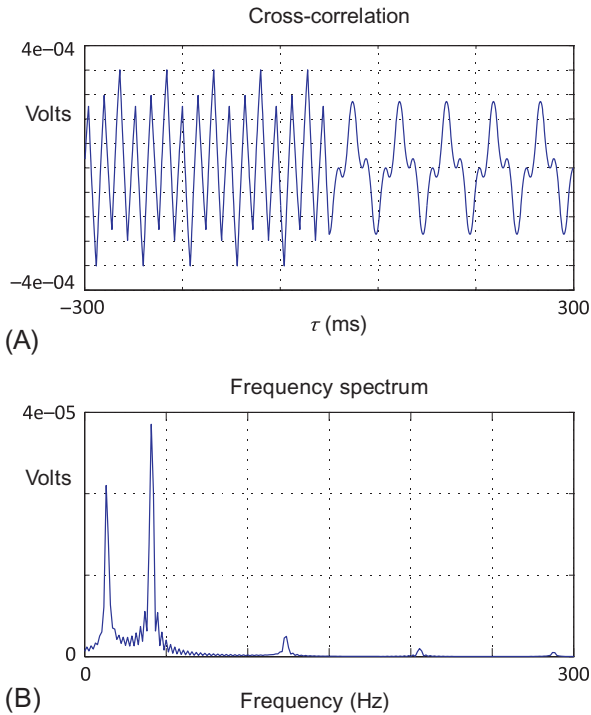 Cross-correlation
4e−04
Volts
−4e−04
−300
300
τ (ms)
(A)
Frequency spectrum
4e−05
Volts
0
0
300
Frequency (Hz)
(B)